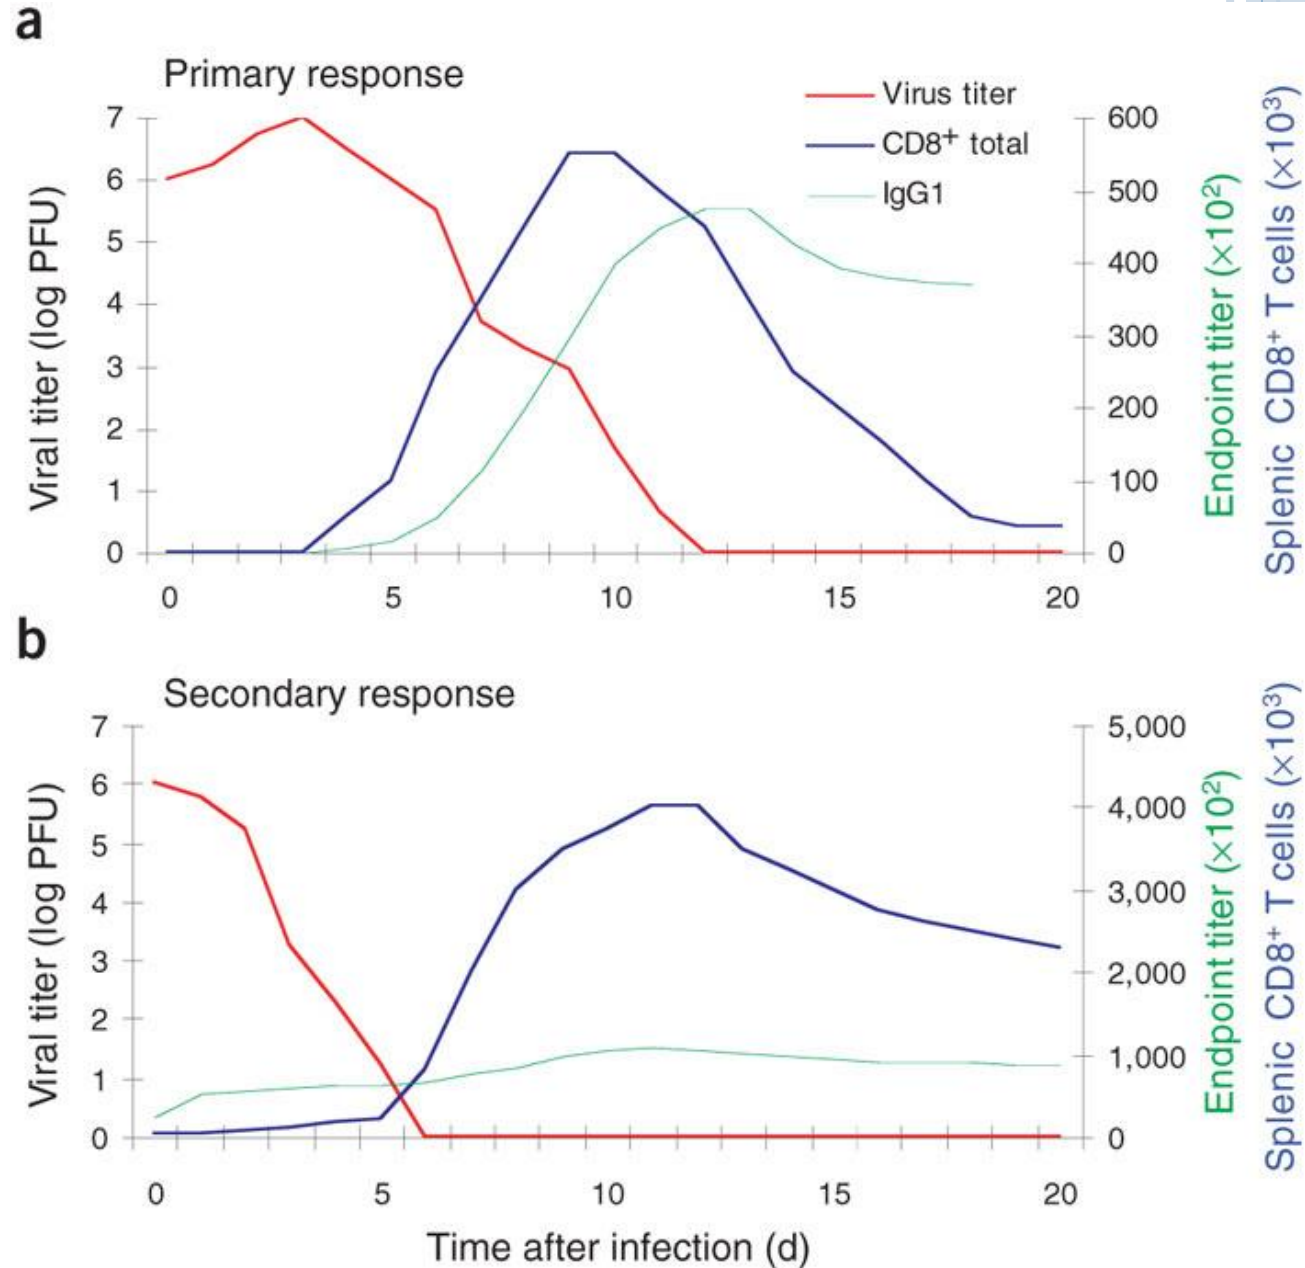 a
Primary response
Virus titer
CD8⁺ total
IgG1
7
6
5
4
3
2
1
0
Viral titer (log PFU)
600
500
400
300
200
100
0
Endpoint titer (×10²)
Splenic CD8⁺ T cells (×10³)
0 5 10 15 20
b
Secondary response
7
6
5
4
3
2
1
0
Viral titer (log PFU)
5,000
4,000
3,000
2,000
1,000
0
Endpoint titer (×10²)
Splenic CD8⁺ T cells (×10³)
0 5 10 15 20
Time after infection (d)